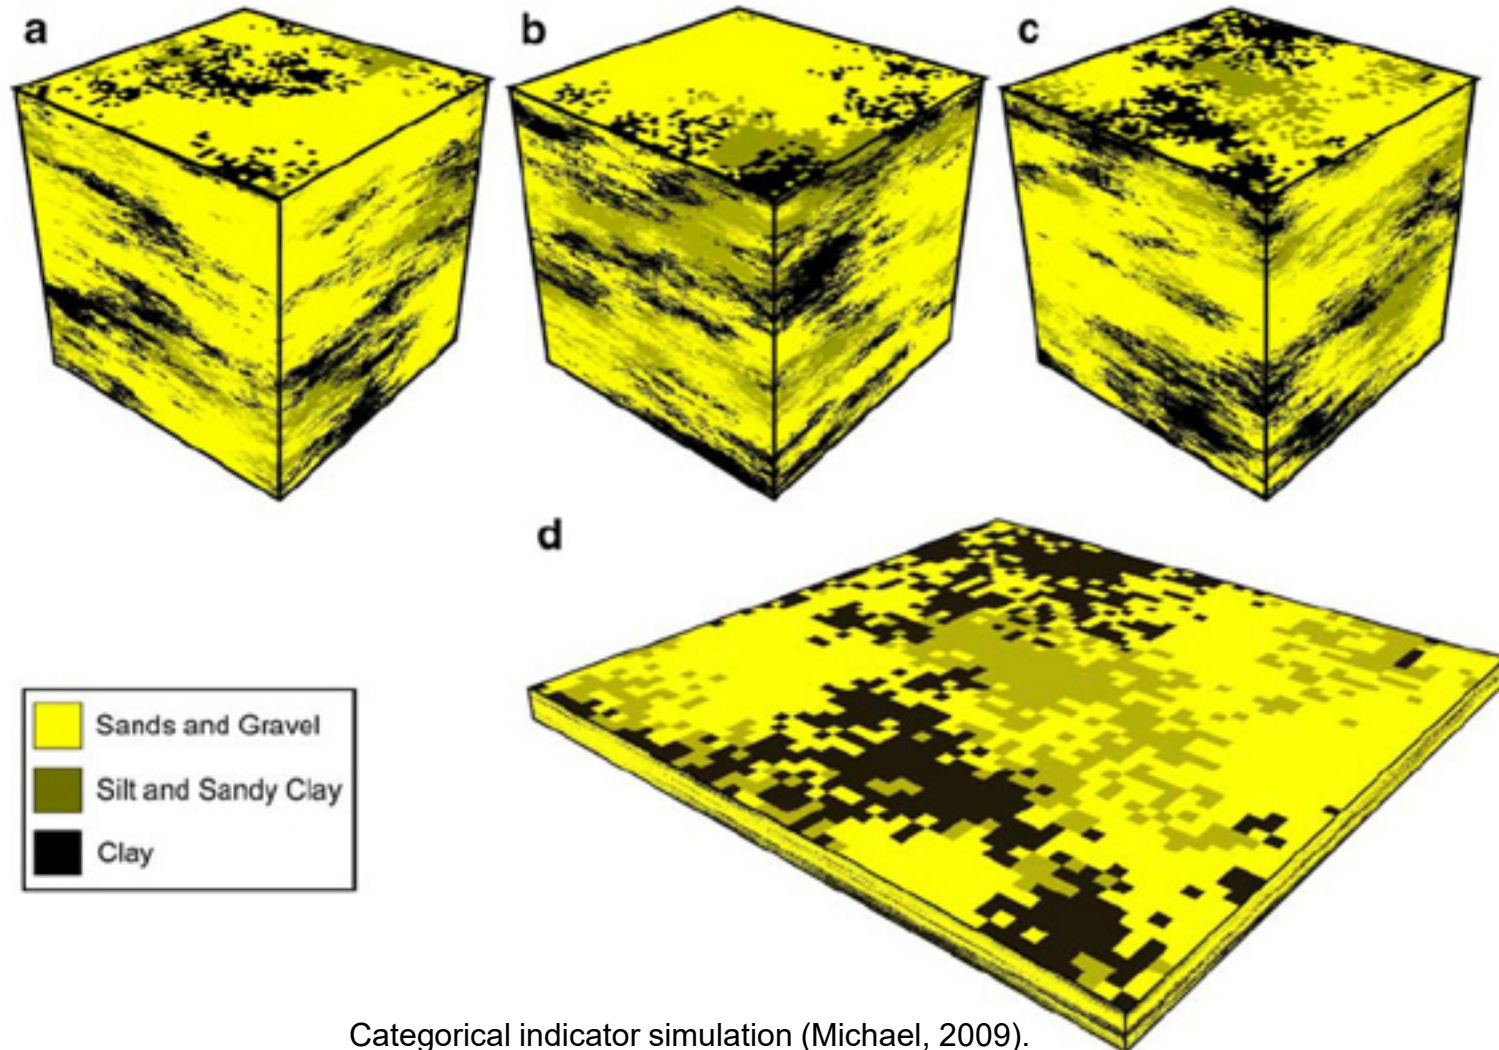 a
b
c
d
Sands and Gravel
Silt and Sandy Clay
Clay
Categorical indicator simulation (Michael, 2009).